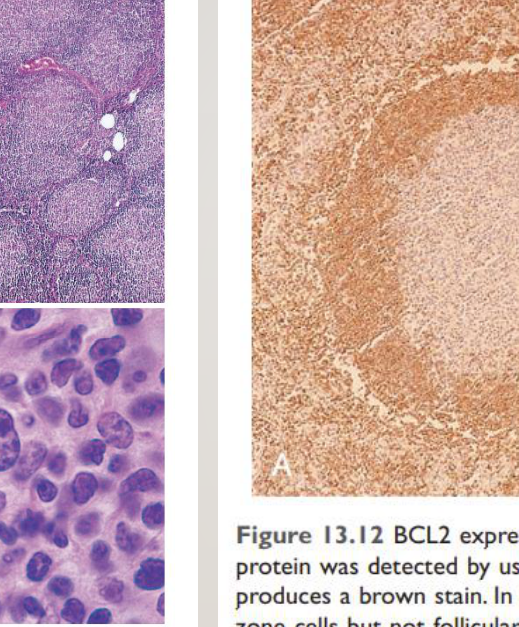 A
Figure 13.12 BCL2 expre
protein was detected by us
produces a brown stain. In
zone cells but not follicular